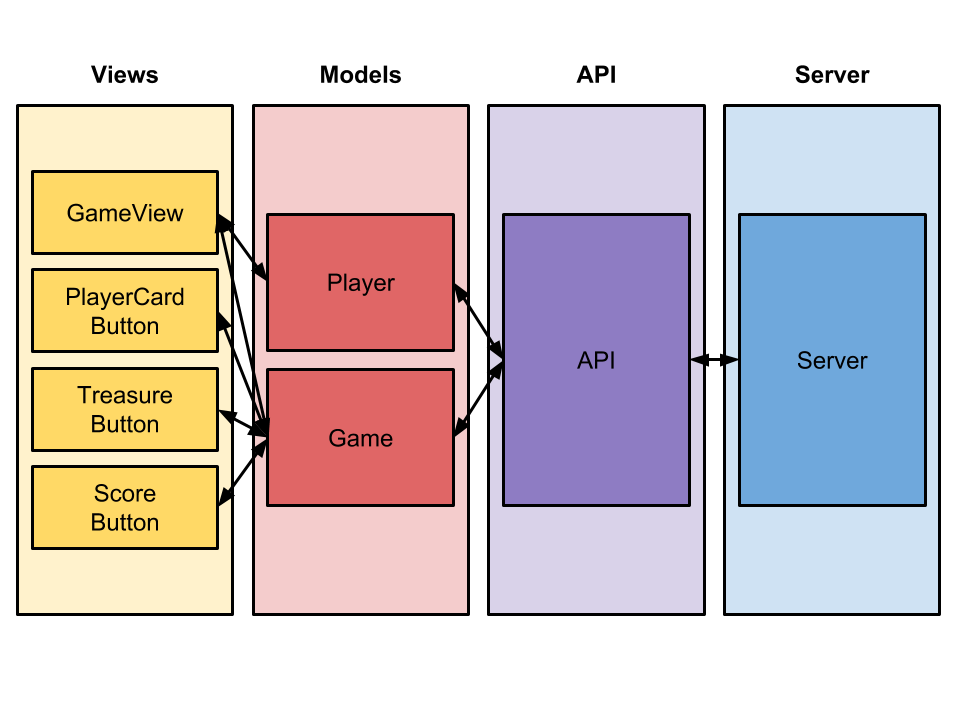 Views
Models
API
Server
GameView
PlayerCard
Button
Treasure
Button
Score
Button
Player
Game
API
Server